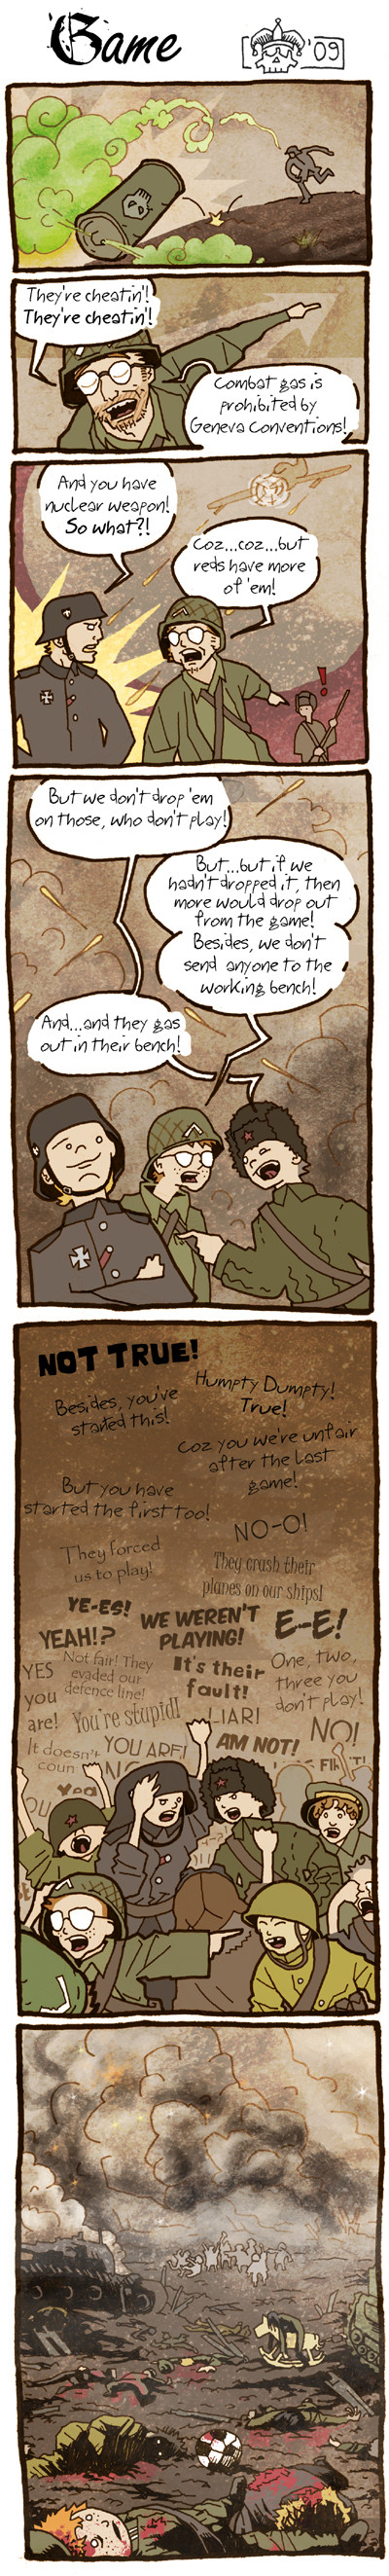 Game
'09
They're cheatin'!
They're cheatin'!
Combat gas is
prohibited by
Geneva Conventions!
And you have
nuclear weapon!
So what?!
Coz...coz...but
reds have more
of 'em!
!
But we don't drop 'em
on those, who don't play!
But...but if we
hadn't dropped it, then
more would drop out
from the game!
Besides, we don't
send anyone to the
working bench!
And...and they gas
out in their bench!
NOT TRUE!
Humpty Dumpty!
True!
Besides, you've
started this!
Coz you we're unfair
after the last
game!
But you have
started the first too!
NO-O!
They forced
us to play!
They crash their
planes on our ships!
YE-ES!
WE WEREN'T
PLAYING!
E-E!
YEAH!?
YES
you
are!
Not fair! They
evaded our
defence line!
It's their
fault!
One, two,
three you
don't play!
You're stupid!
LIAR!
NO!
It doesn't
coun
YOU ARE!
AM NOT!
Yea